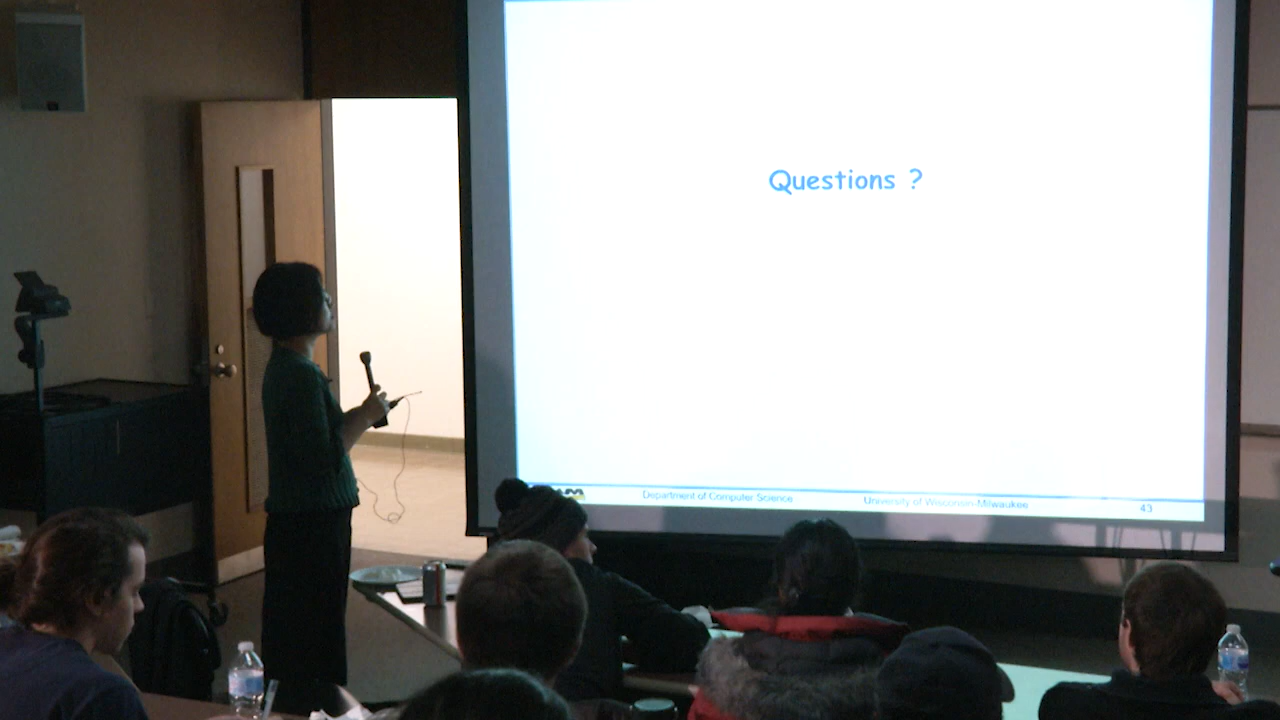 Questions ?
Department of Computer Science University of Wisconsin-Milwaukee 43